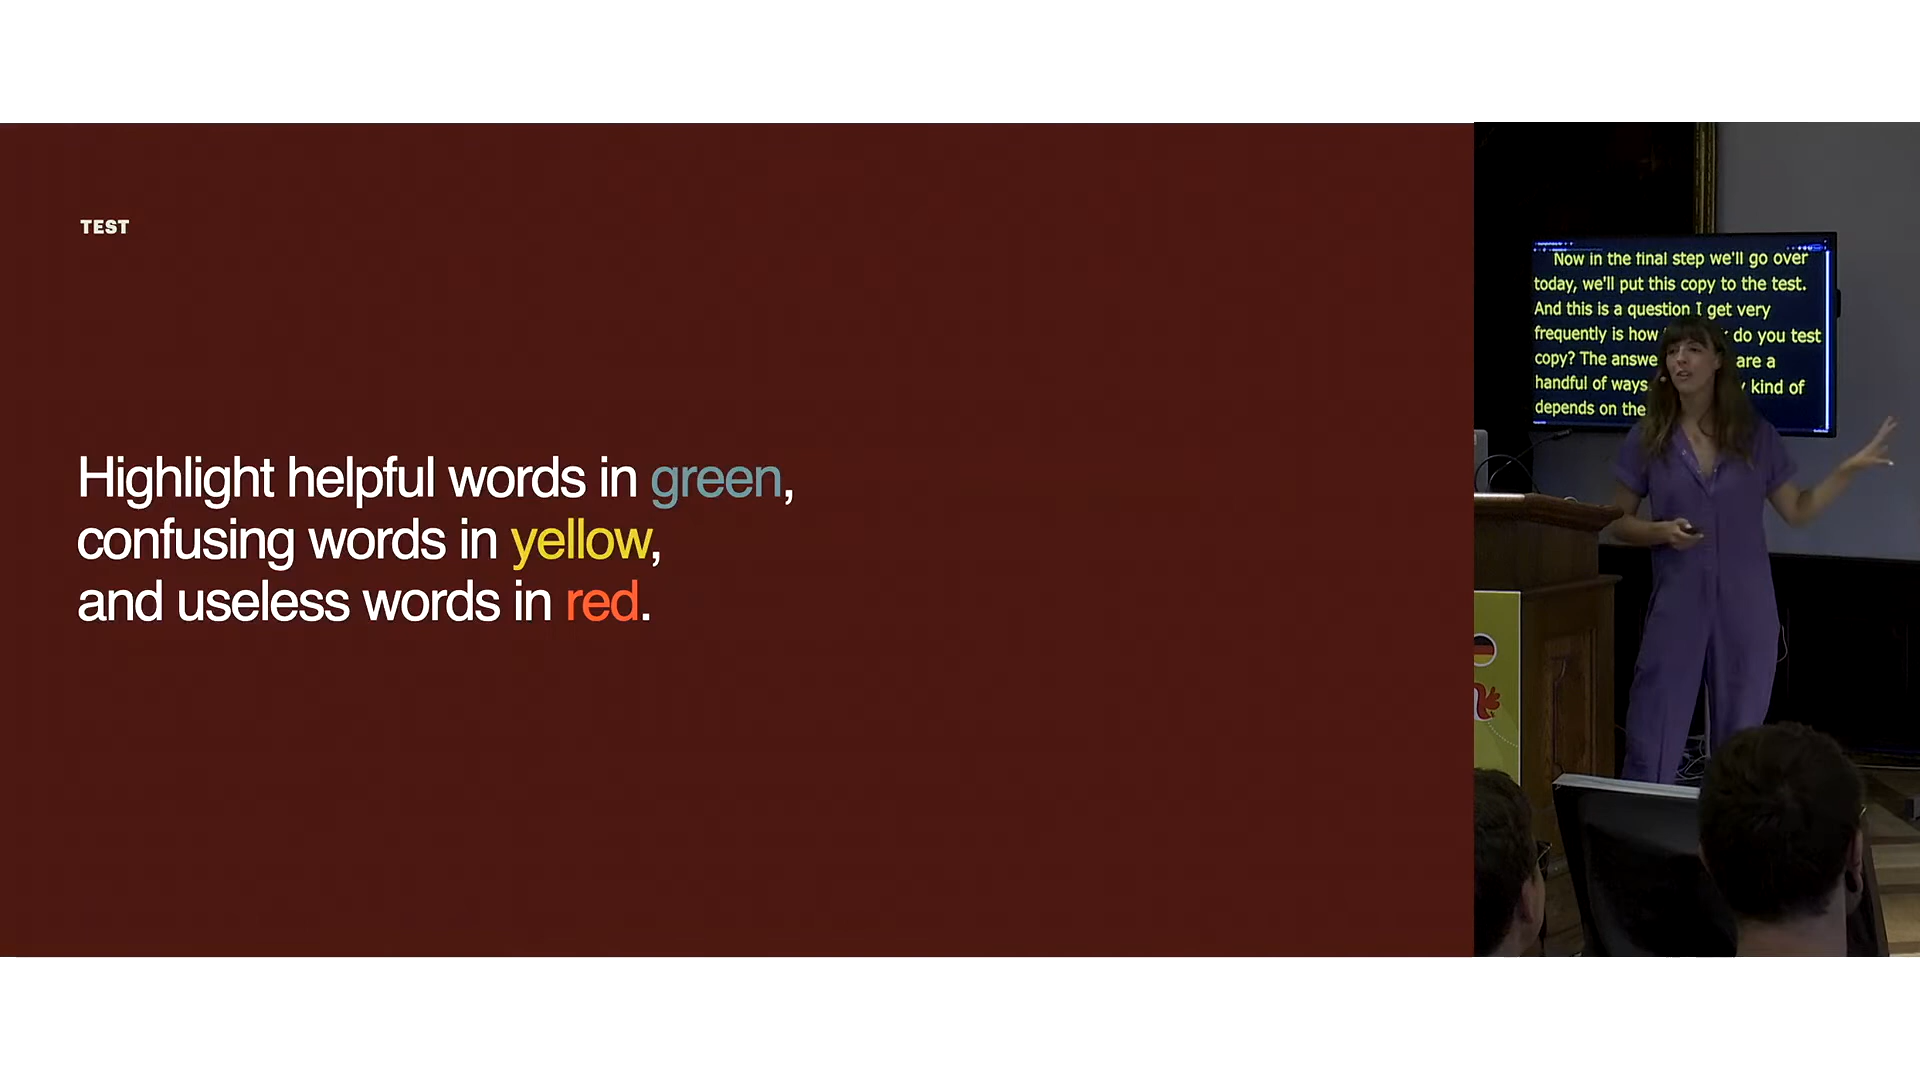 TEST
Highlight helpful words in green,
confusing words in yellow,
and useless words in red.
Now in the final step we'll go over
today, we'll put this copy to the test.
And this is a question I get very
frequently is how do you test
copy? The answe are a
handful of ways. kind of
depends on the